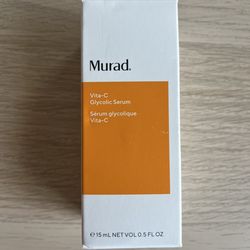 Murad.
Vita-C
Glycolic Serum
Sérum glycolique
Vita-C
℮ 15 mL NET VOL 0.5 FL OZ